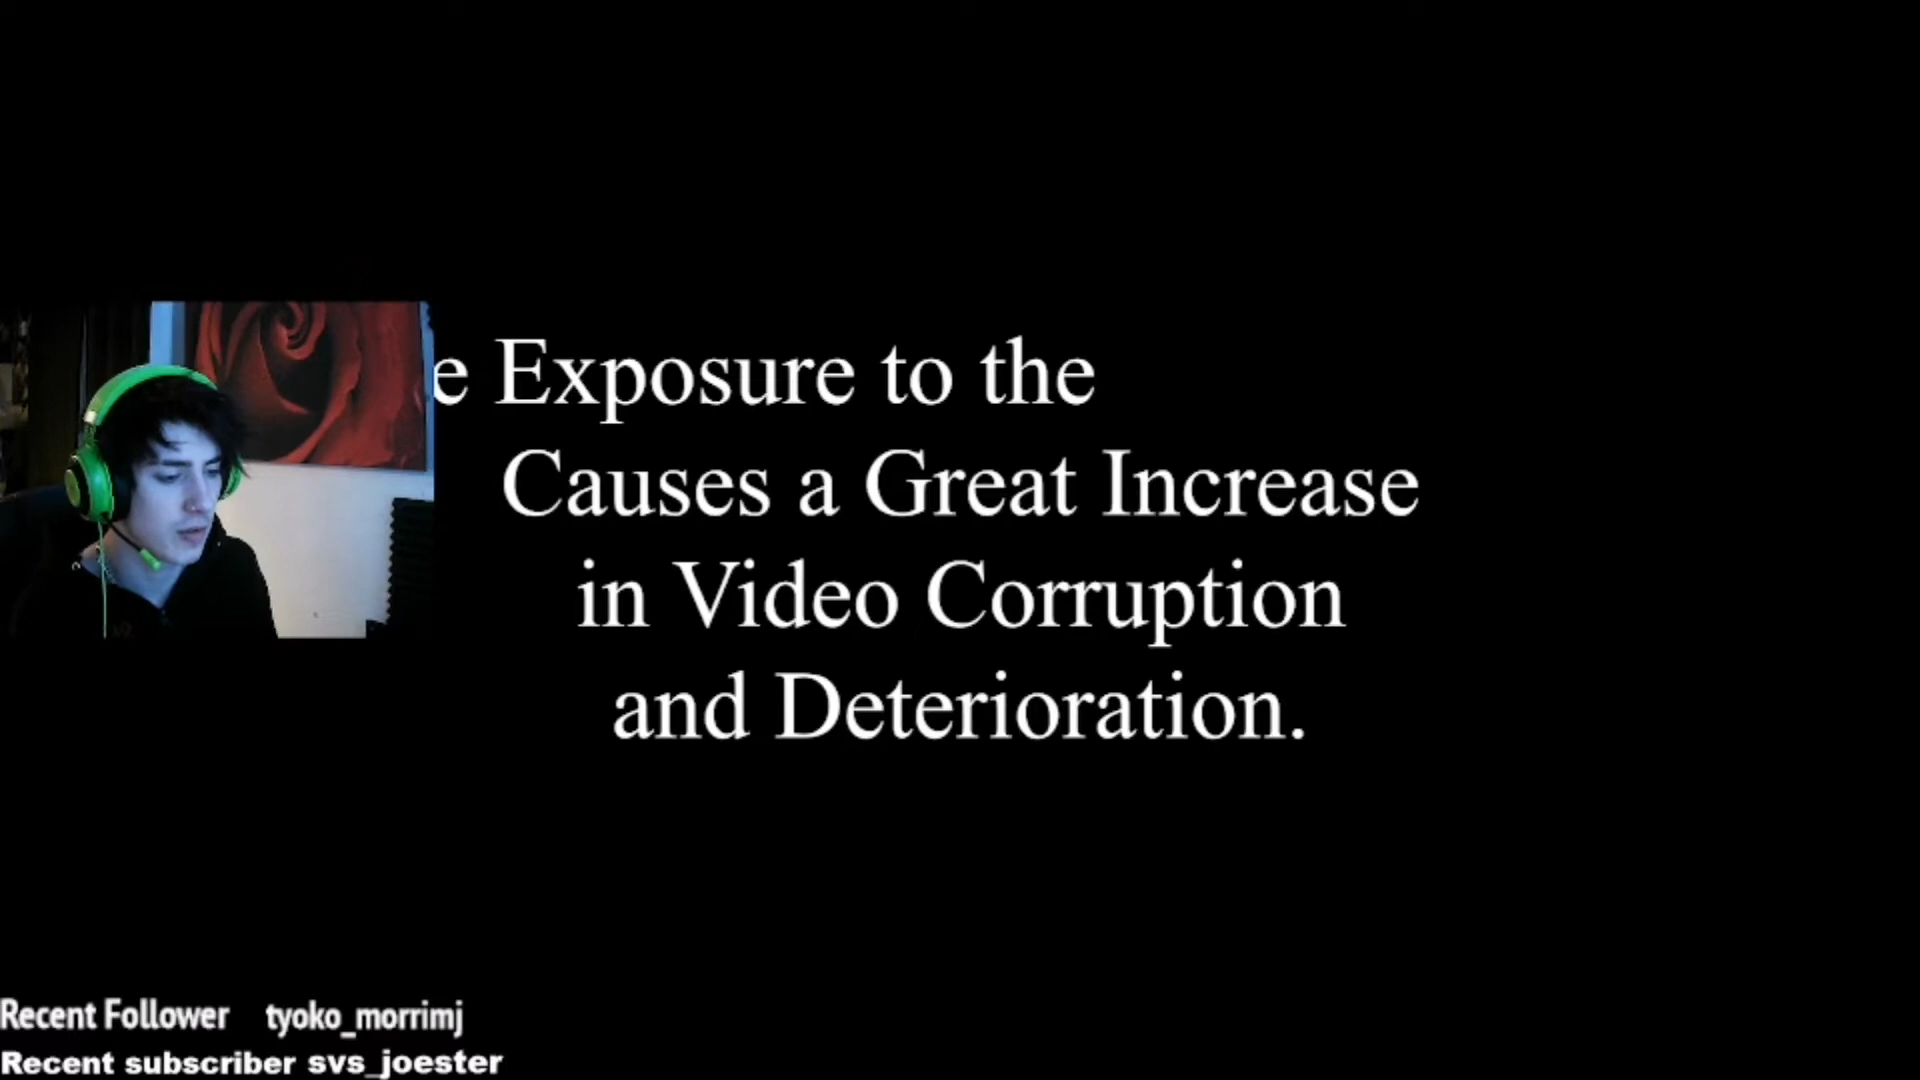 e Exposure to the
Causes a Great Increase
in Video Corruption
and Deterioration.
Recent Follower tyoko_morrimj
Recent subscriber svs_joester